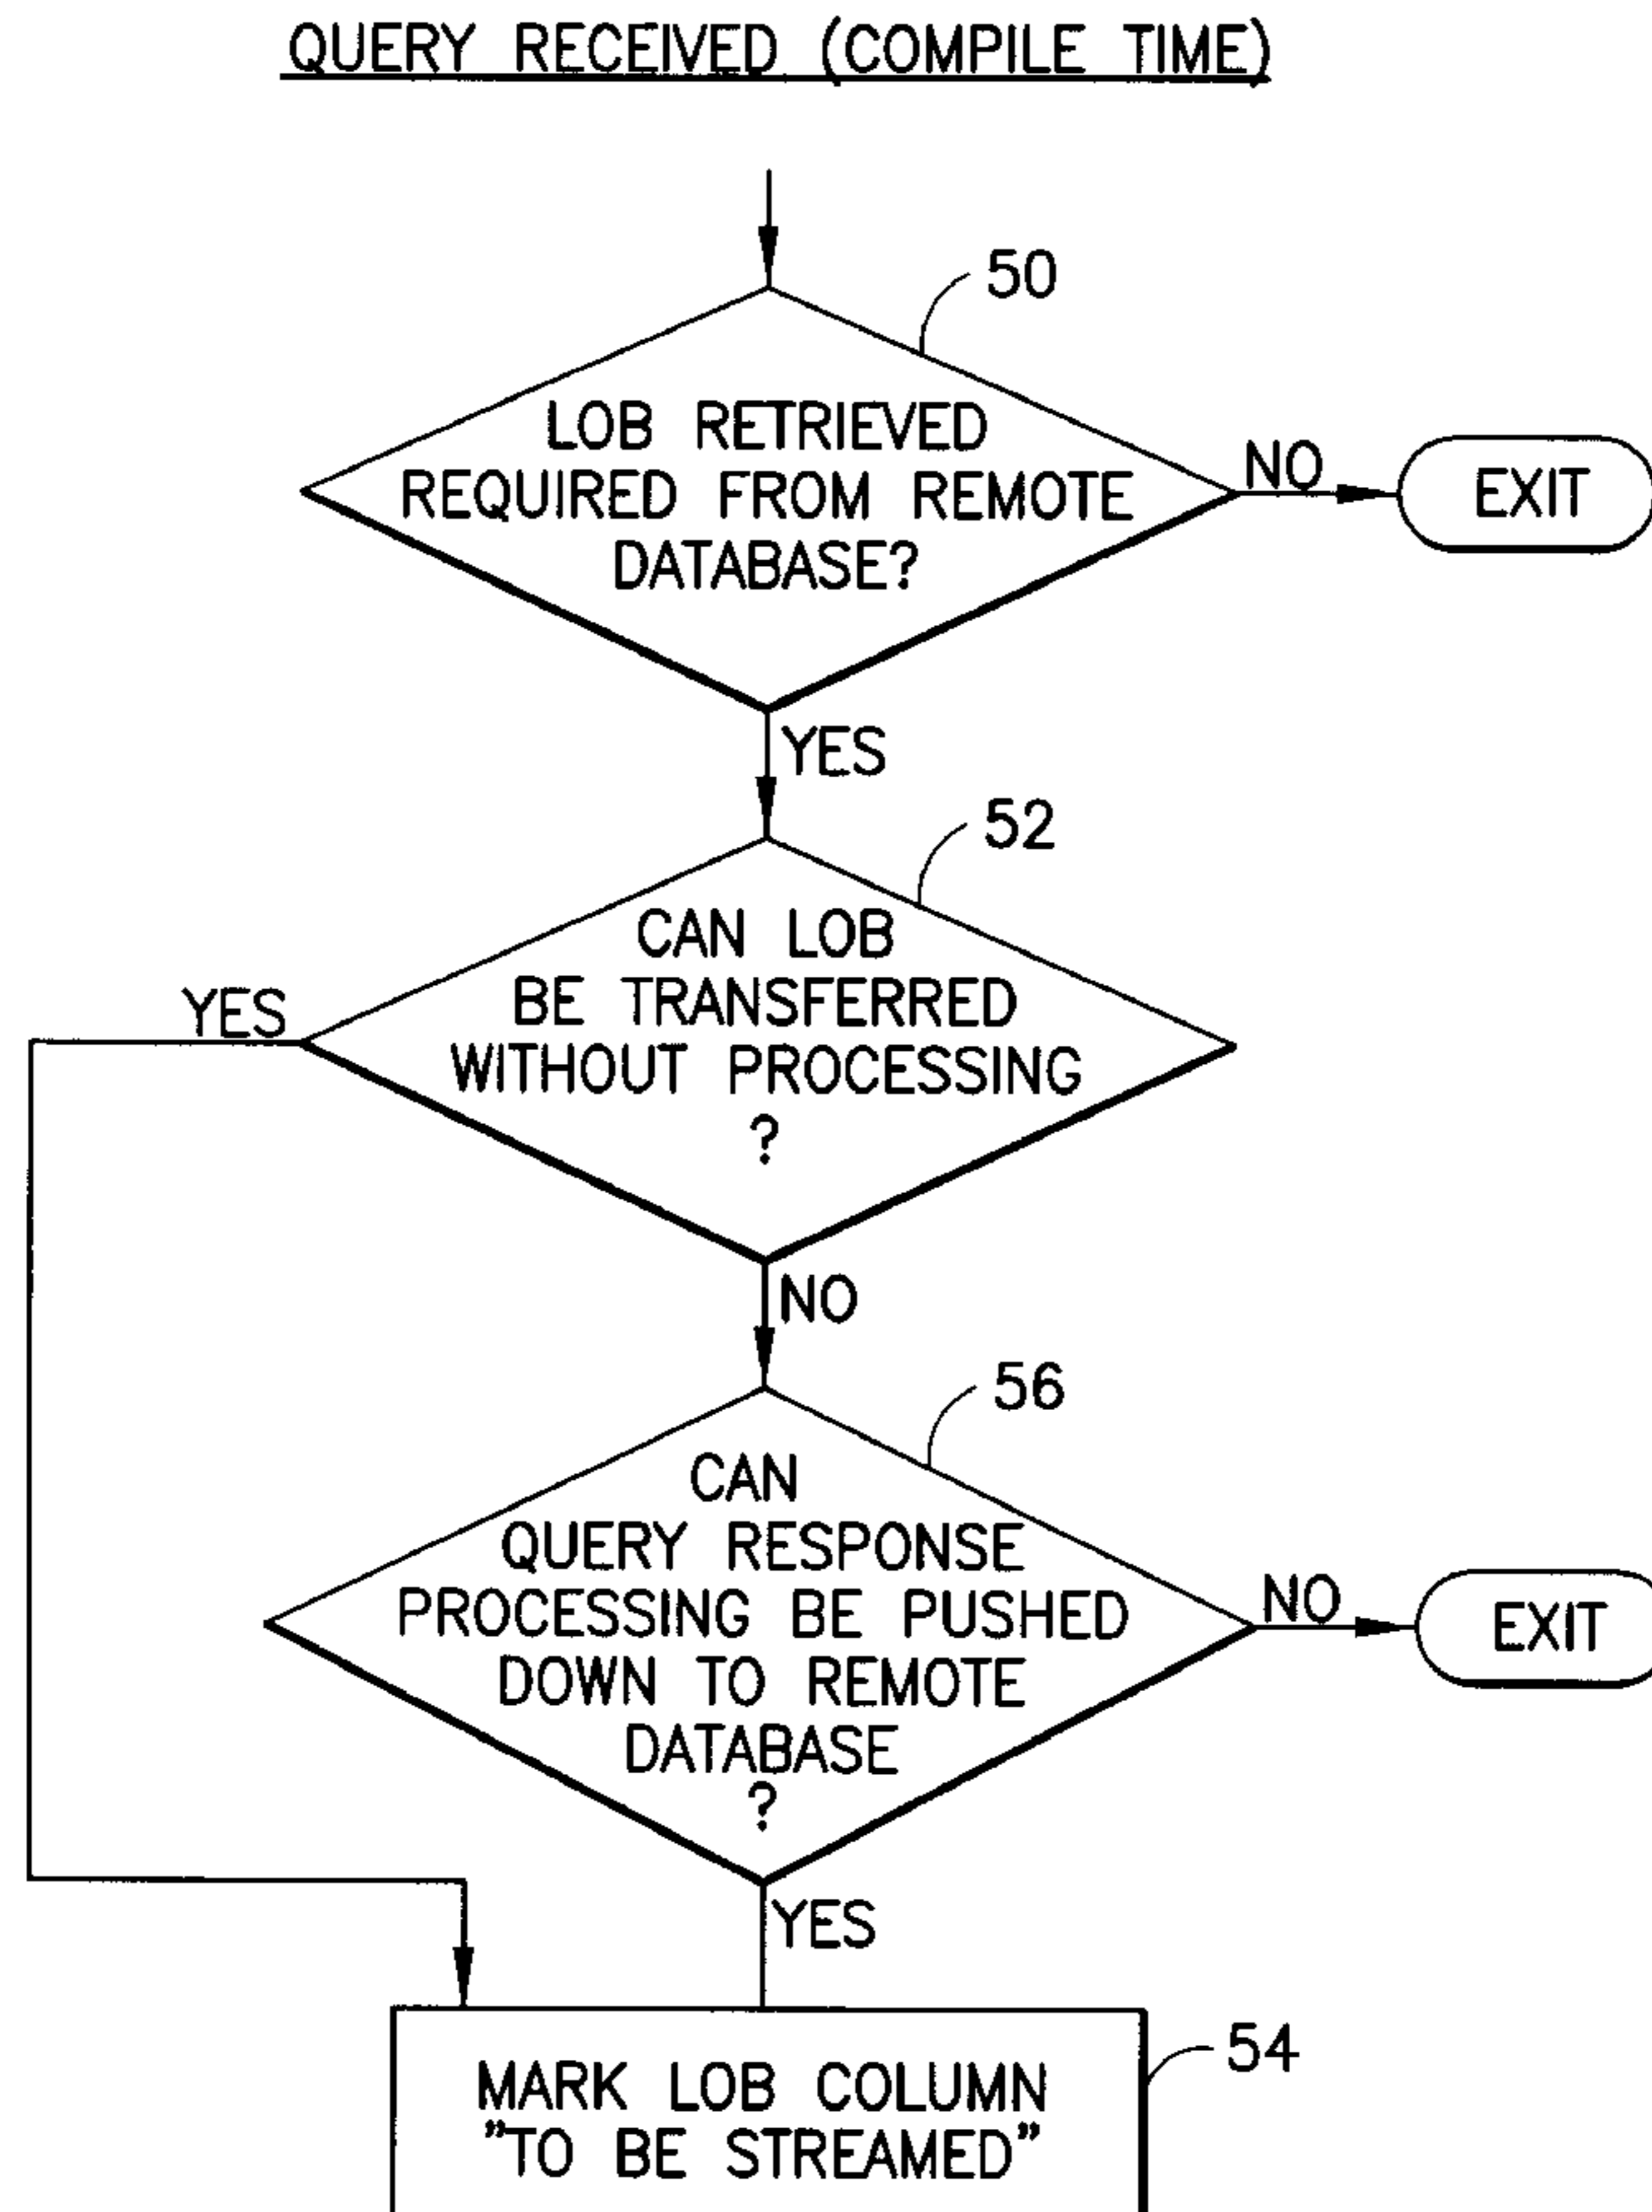 QUERY RECEIVED (COMPILE TIME)
50
LOB RETRIEVED
REQUIRED FROM REMOTE
DATABASE?
NO
EXIT
YES
52
CAN LOB
BE TRANSFERRED
WITHOUT PROCESSING
?
YES
NO
56
CAN
QUERY RESPONSE
PROCESSING BE PUSHED
DOWN TO REMOTE
DATABASE
?
NO
EXIT
YES
54
MARK LOB COLUMN
"TO BE STREAMED"